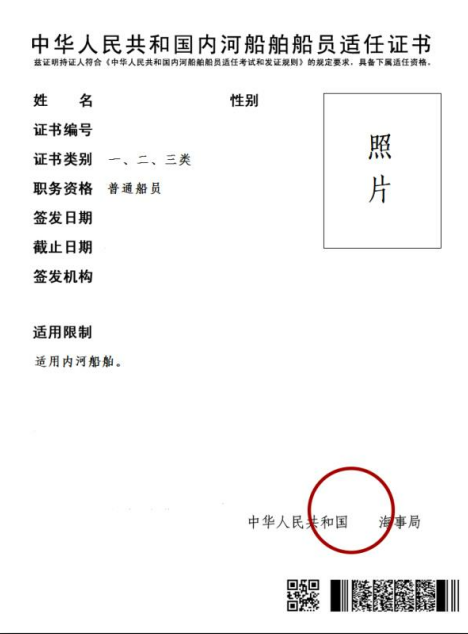 中华人民共和国内河船舶船员适任证书
兹证明持证人符合《中华人民共和国内河船舶船员适任考试和发证规则》的规定要求，具备下属适任资格。
姓 名 性别
证书编号
证书类别 一、二、三类
职务资格 普通船员
签发日期
截止日期
签发机构
照
片
适用限制
适用内河船舶。
中华人民共和国 海事局